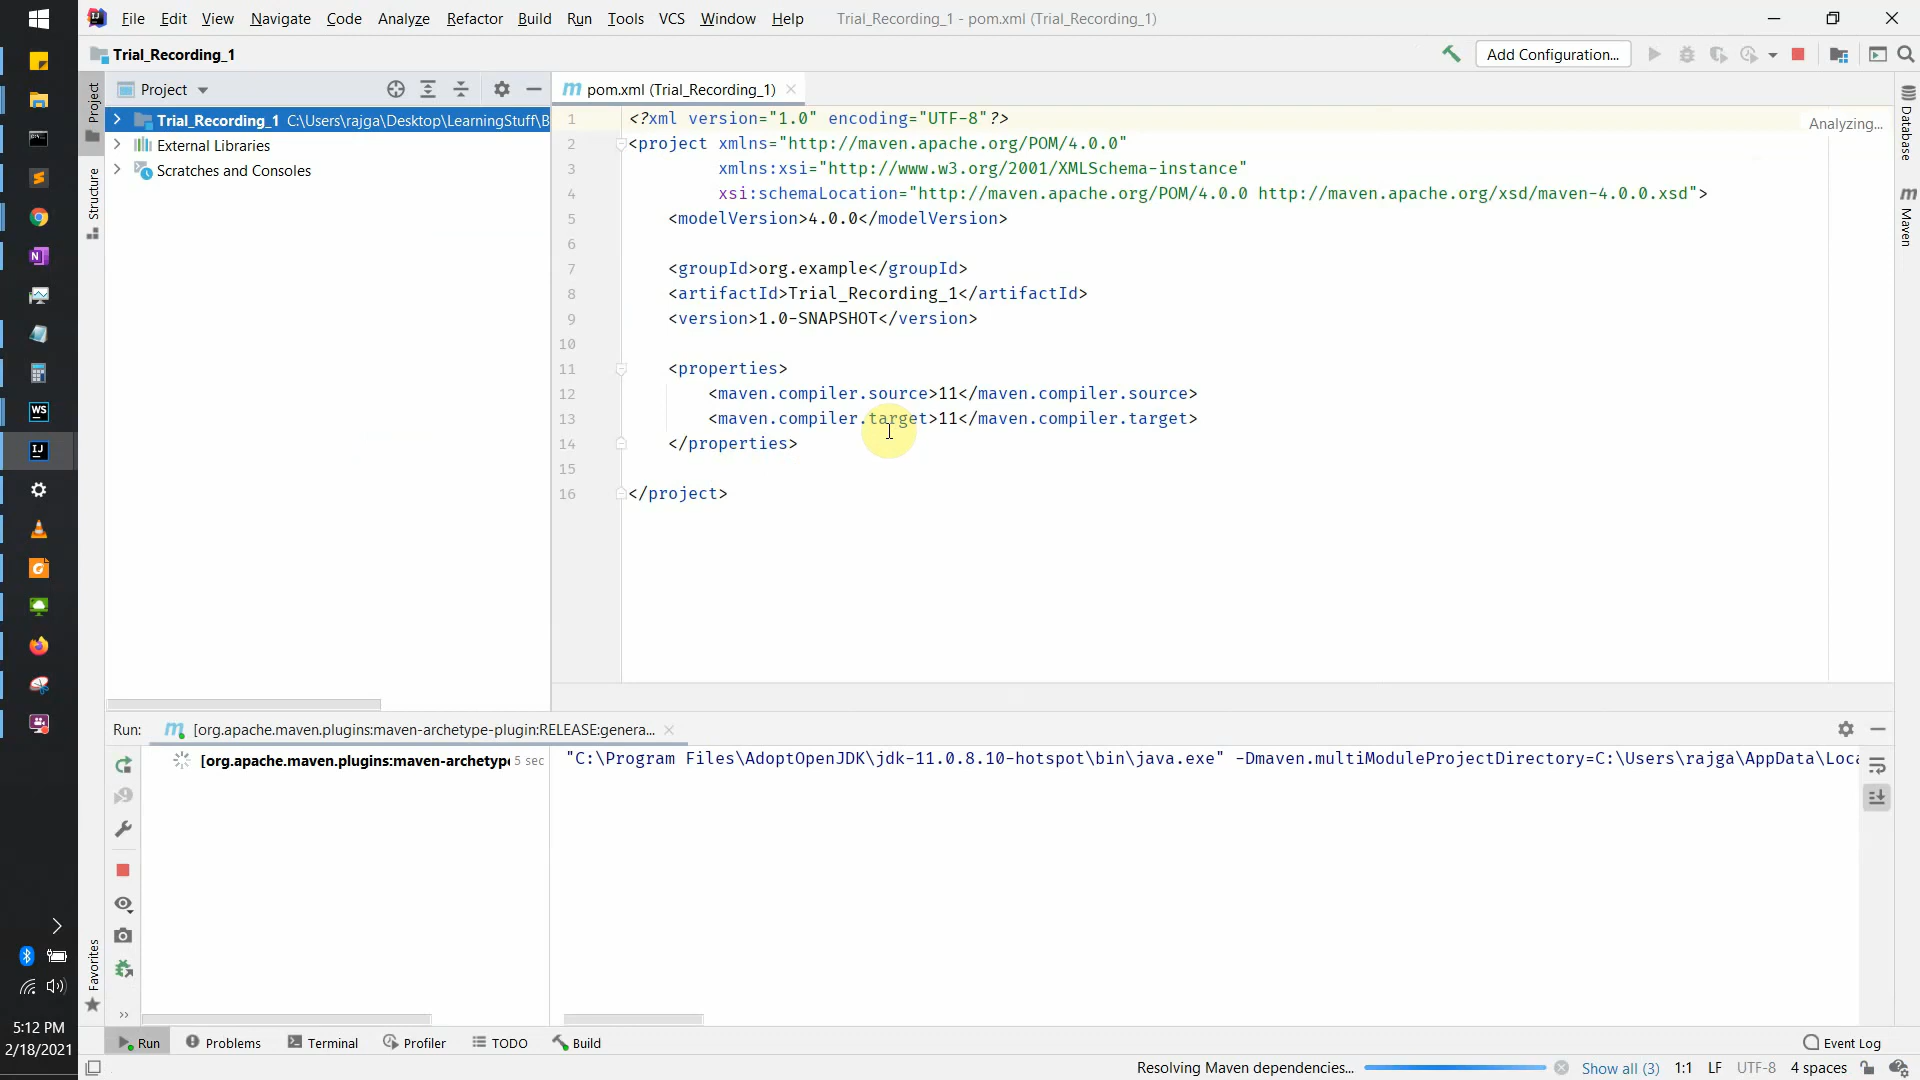 File Edit View Navigate Code Analyze Refactor Build Run Tools VCS Window Help Trial_Recording_1 - pom.xml (Trial_Recording_1)
Trial_Recording_1
Add Configuration...
Project
Project
pom.xml (Trial_Recording_1)
Trial_Recording_1 C:\Users\rajga\Desktop\LearningStuff\B
External Libraries
Scratches and Consoles
Structure
Favorites
1 <?xml version="1.0" encoding="UTF-8"?>
2 <project xmlns="http://maven.apache.org/POM/4.0.0"
3 xmlns:xsi="http://www.w3.org/2001/XMLSchema-instance"
4 xsi:schemaLocation="http://maven.apache.org/POM/4.0.0 http://maven.apache.org/xsd/maven-4.0.0.xsd">
5 <modelVersion>4.0.0</modelVersion>
6
7 <groupId>org.example</groupId>
8 <artifactId>Trial_Recording_1</artifactId>
9 <version>1.0-SNAPSHOT</version>
10
11 <properties>
12 <maven.compiler.source>11</maven.compiler.source>
13 <maven.compiler.target>11</maven.compiler.target>
14 </properties>
15
16 </project>
Analyzing...
Database
Maven
Run: [org.apache.maven.plugins:maven-archetype-plugin:RELEASE:genera...
[org.apache.maven.plugins:maven-archetype 5 sec
"C:\Program Files\AdoptOpenJDK\jdk-11.0.8.10-hotspot\bin\java.exe" -Dmaven.multiModuleProjectDirectory=C:\Users\rajga\AppData\Loca
Run Problems Terminal Profiler TODO Build Event Log
Resolving Maven dependencies... Show all (3) 1:1 LF UTF-8 4 spaces
WS
IJ
5:12 PM
2/18/2021